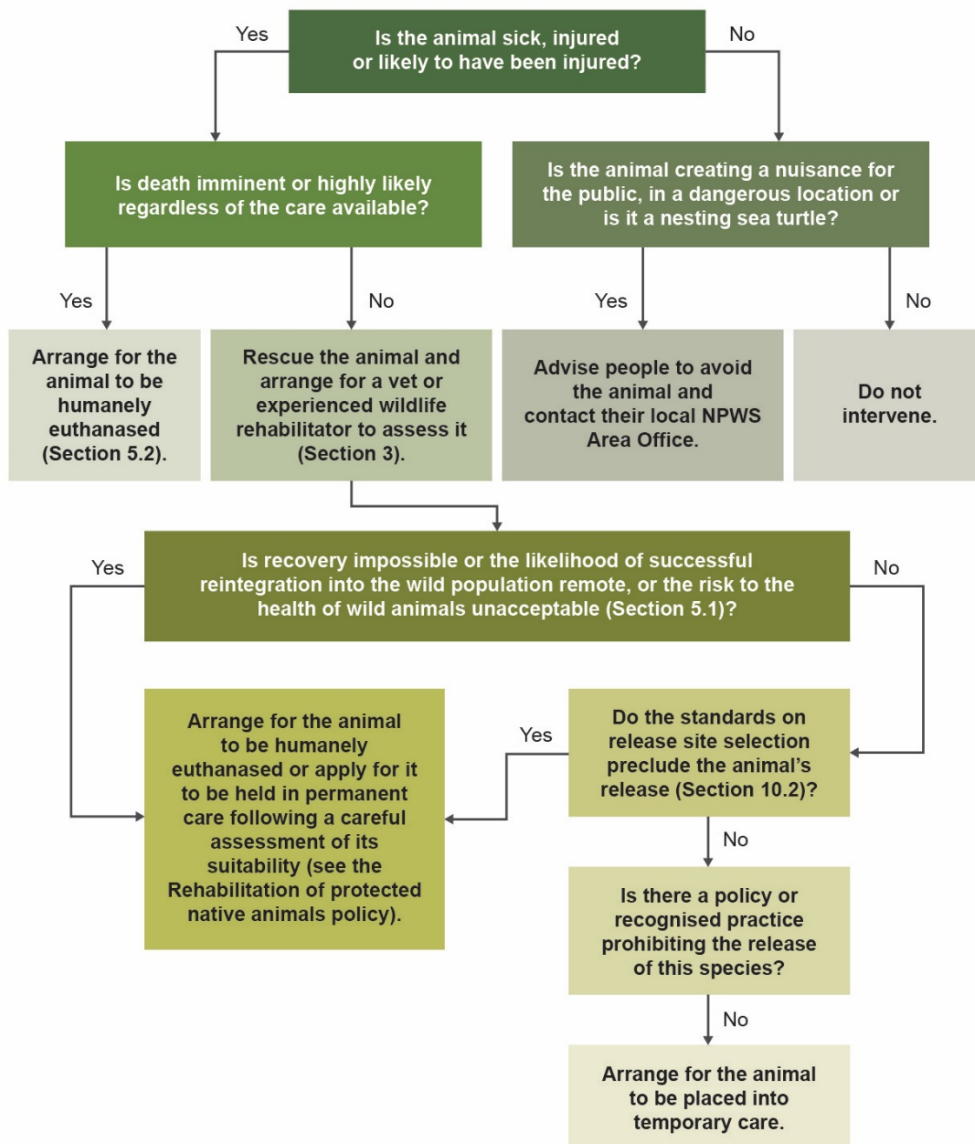 Yes
Is the animal sick, injured
or likely to have been injured?
No
Is death imminent or highly likely
regardless of the care available?
Is the animal creating a nuisance for
the public, in a dangerous location or
is it a nesting sea turtle?
Yes
No
Yes
No
Arrange for the
animal to be
humanely
euthanased
(Section 5.2).
Rescue the animal and
arrange for a vet or
experienced wildlife
rehabilitator to assess it
(Section 3).
Advise people to avoid
the animal and
contact their local NPWS
Area Office.
Do not
intervene.
Yes
Is recovery impossible or the likelihood of successful
reintegration into the wild population remote, or the risk to the
health of wild animals unacceptable (Section 5.1)?
No
Arrange for the animal
to be humanely
euthanased or apply for it
to be held in permanent
care following a careful
assessment of its
suitability (see the
Rehabilitation of protected
native animals policy).
Yes
Do the standards on
release site selection
preclude the animal’s
release (Section 10.2)?
No
Is there a policy or
recognised practice
prohibiting the release
of this species?
No
Arrange for the animal
to be placed into
temporary care.